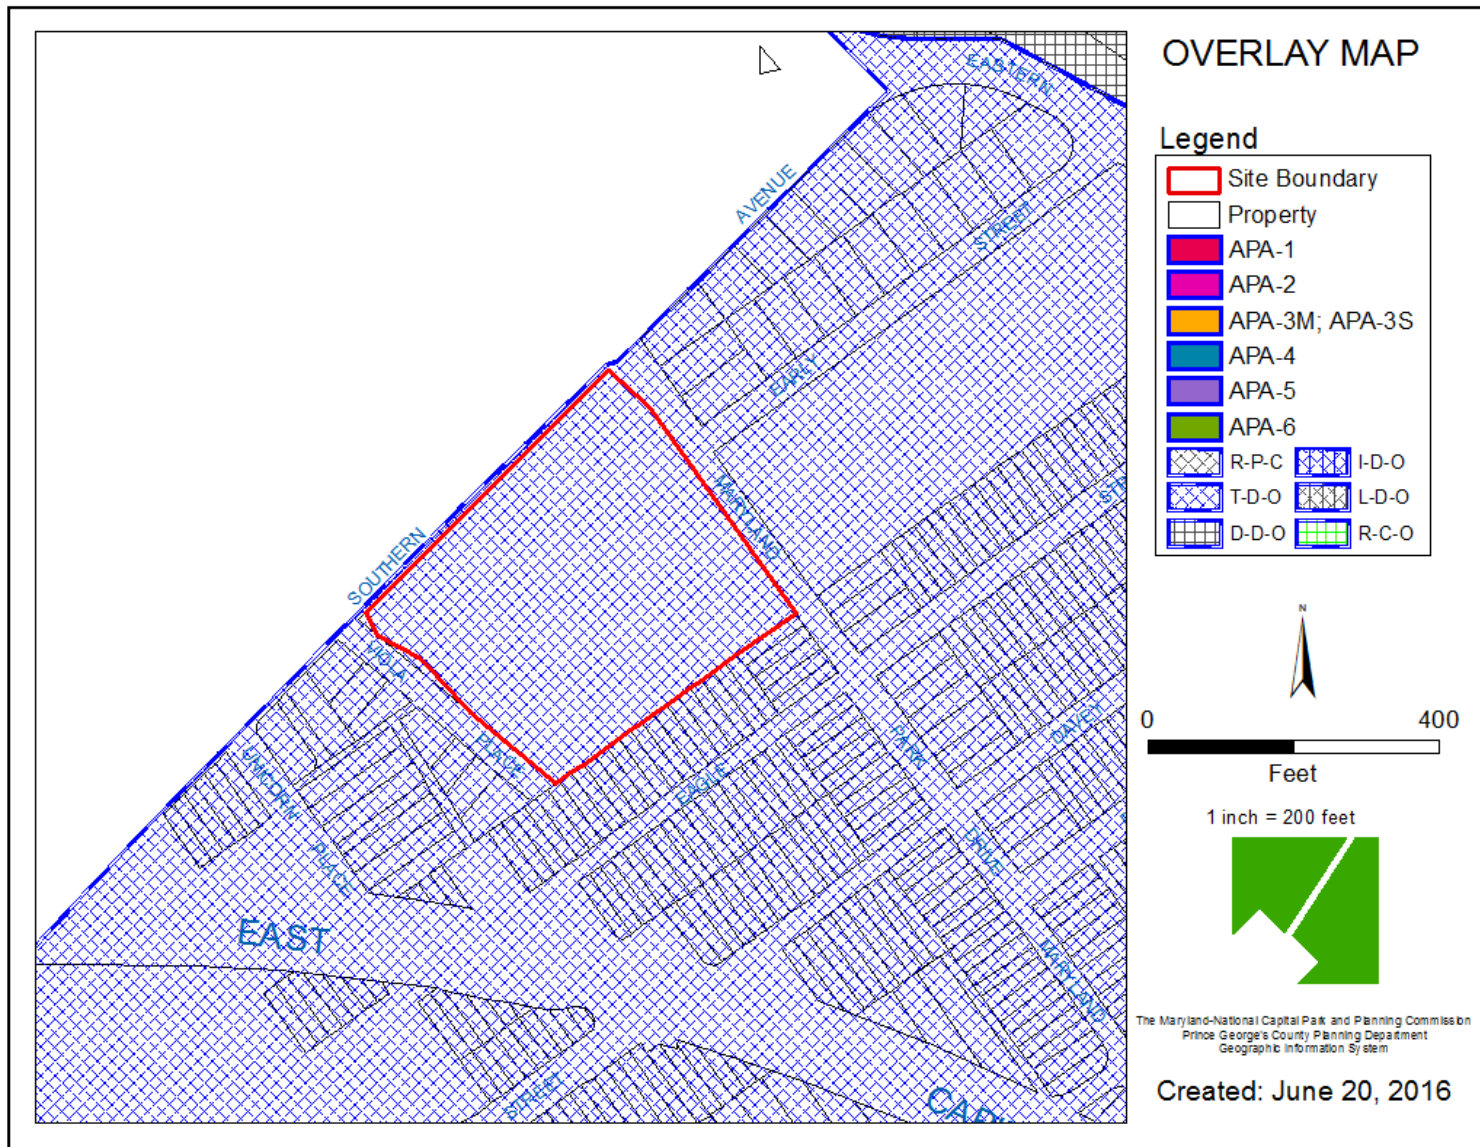 OVERLAY MAP
Legend
Site Boundary
Property
APA-1
APA-2
APA-3M; APA-3S
APA-4
APA-5
APA-6
R-P-C
I-D-O
T-D-O
L-D-O
D-D-O
R-C-O
N
0
400
Feet
1 inch = 200 feet
The Maryland-National Capital Park and Planning Commission
Prince George's County Planning Department
Geographic Information System
Created: June 20, 2016
EASTERN
AVENUE
STREET
EARLY
MARYLAND
SOUTHERN
VIOLA
PLACE
UNICORN
PLACE
EAGLE
PARK
DAVEY
DRIVE
MARYLAND
EAST
STREET